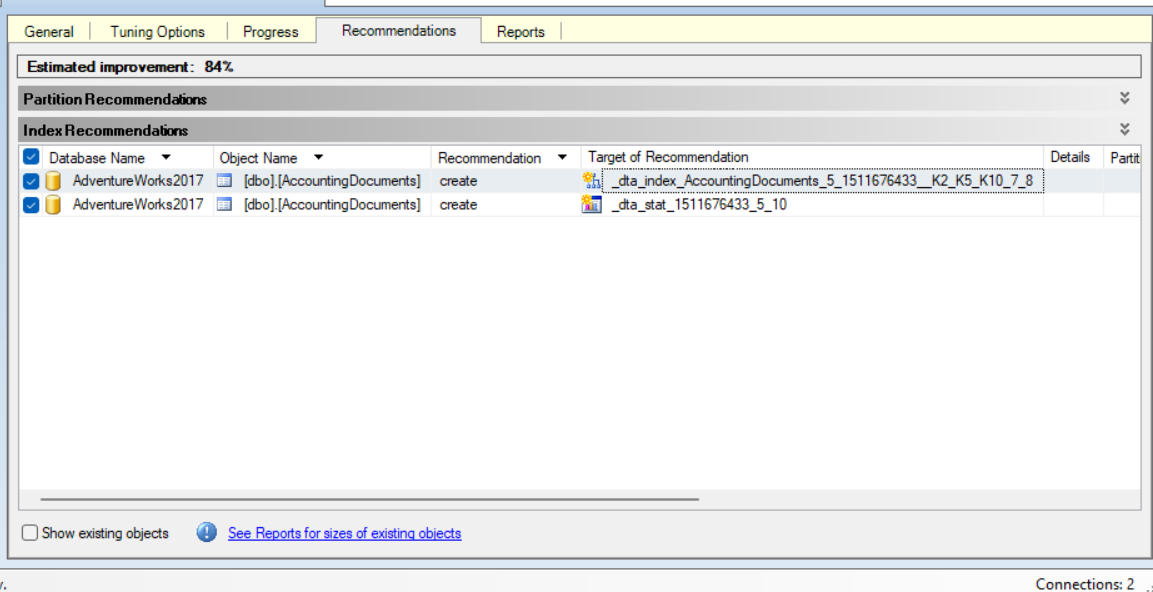 General Tuning Options Progress Recommendations Reports
Estimated improvement: 84%
Partition Recommendations
Index Recommendations
Database Name Object Name Recommendation Target of Recommendation Details Partit
AdventureWorks2017 [dbo].[AccountingDocuments] create _dta_index_AccountingDocuments_5_1511676433__K2_K5_K10_7_8
AdventureWorks2017 [dbo].[AccountingDocuments] create _dta_stat_1511676433_5_10
Show existing objects See Reports for sizes of existing objects
Connections: 2